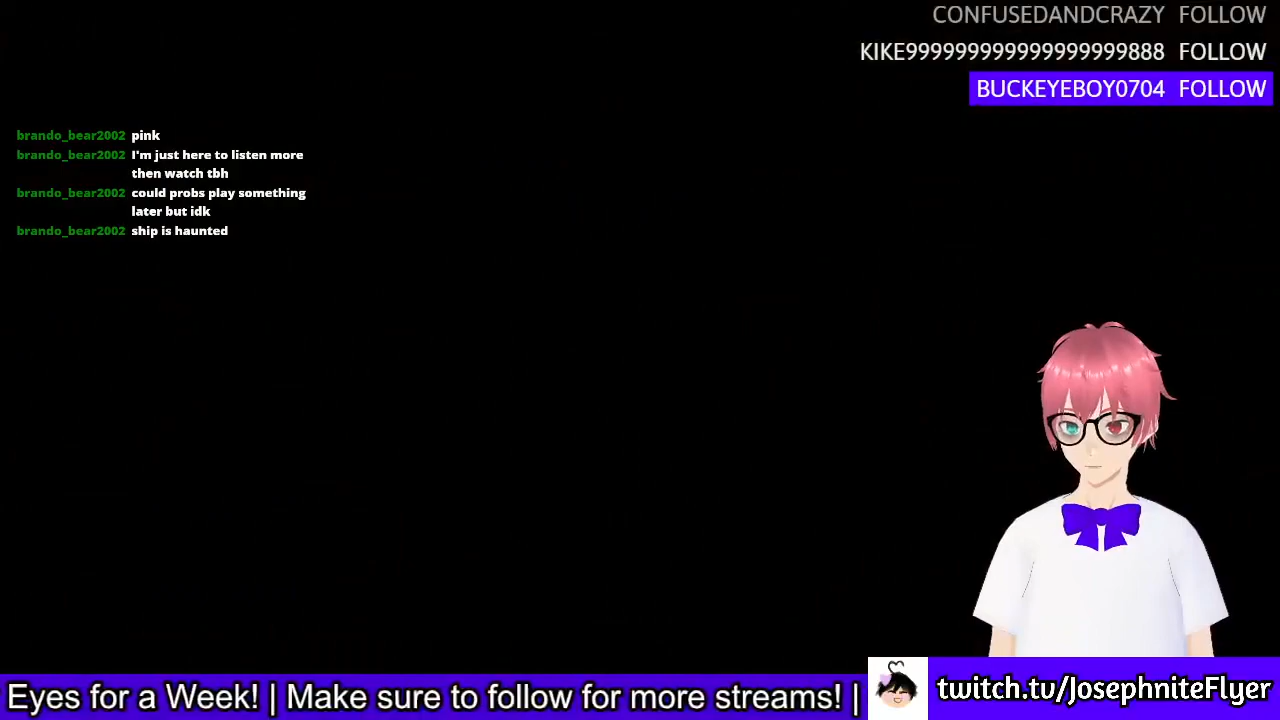 CONFUSEDANDCRAZY FOLLOW
KIKE999999999999999999888 FOLLOW
BUCKEYEBOY0704 FOLLOW
brando_bear2002 pink
brando_bear2002 I'm just here to listen more
then watch tbh
brando_bear2002 could probs play something
later but idk
brando_bear2002 ship is haunted
Eyes for a Week! | Make sure to follow for more streams! |
twitch.tv/JosephniteFlyer